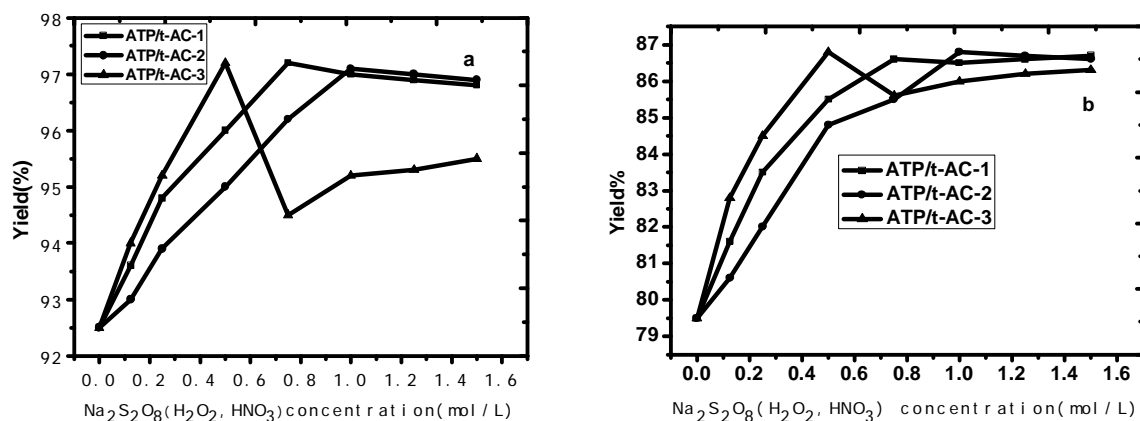 98
97
96
95
94
93
92
Yield(%)
ATP/t-AC-1
ATP/t-AC-2
ATP/t-AC-3
a
0.0 0.2 0.4 0.6 0.8 1.0 1.2 1.4 1.6
Na2S2O8(H2O2, HNO3)concentration(mol/L)
87
86
85
84
83
82
81
80
79
Yield%
b
ATP/t-AC-1
ATP/t-AC-2
ATP/t-AC-3
0.0 0.2 0.4 0.6 0.8 1.0 1.2 1.4 1.6
Na2S2O8(H2O2, HNO3) concentration(mol/L)